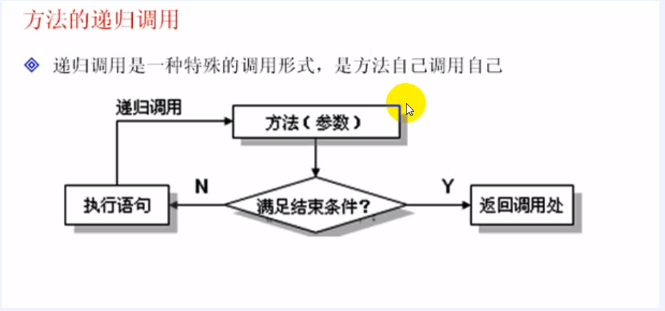 方法的递归调用
递归调用是一种特殊的调用形式，是方法自己调用自己
递归调用
方法（参数）
N
Y
执行语句
满足结束条件？
返回调用处